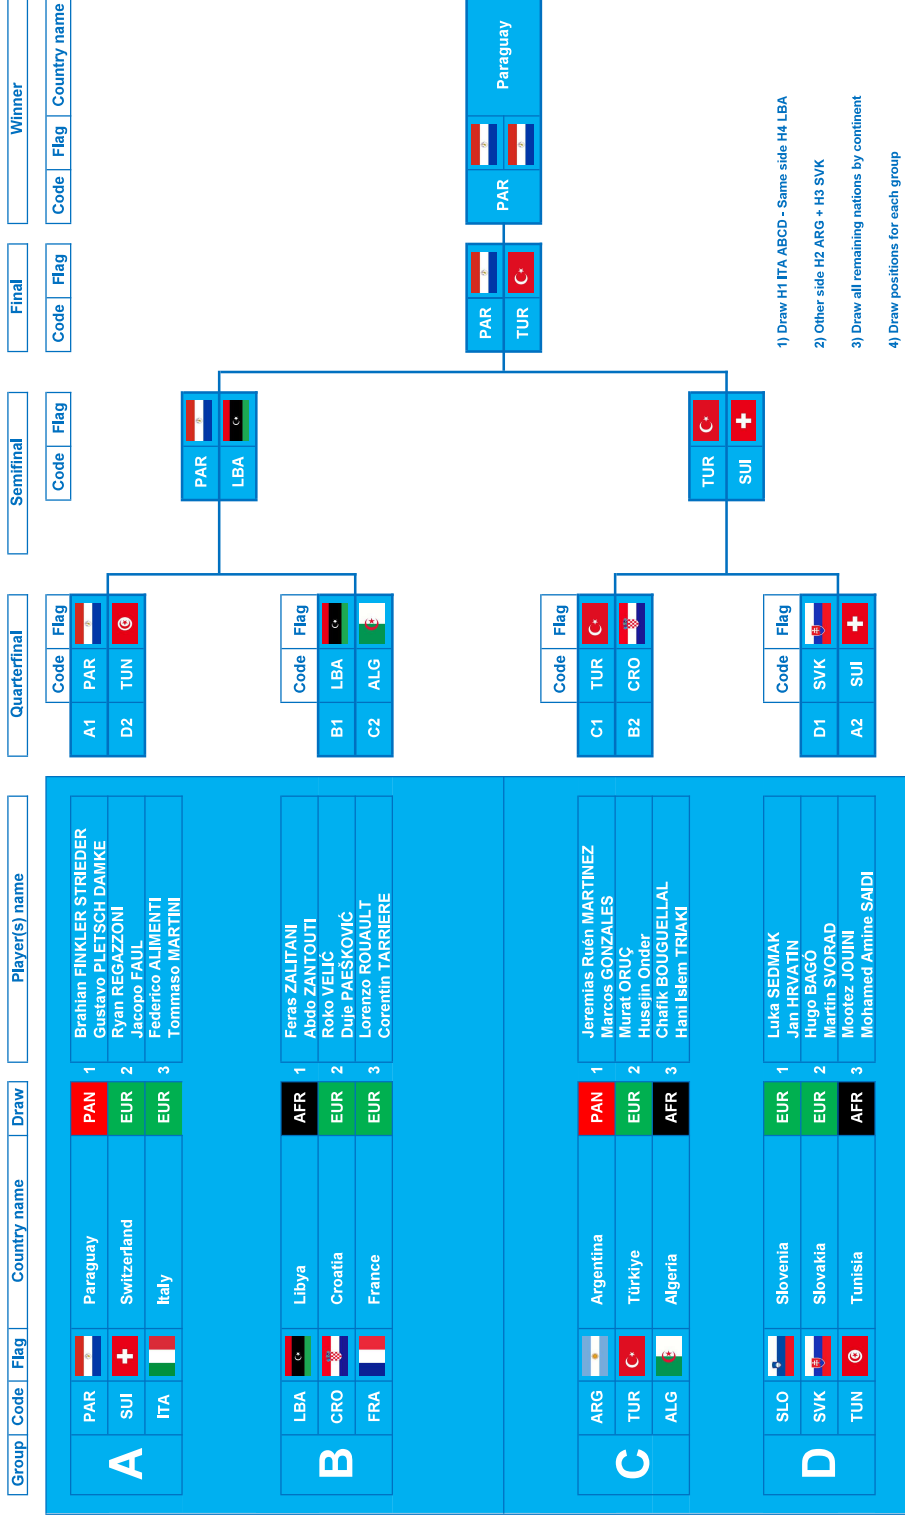 Group Code Flag Country name Draw Player(s) name Quarterfinal Semifinal Final Winner
Code Flag Code Flag Code Flag Code Flag Country name
A
PAR Paraguay PAN 1 Brahian FINKLER STRIEDER
Gustavo PLETSCH DAMKE
SUI Switzerland EUR 2 Ryan REGAZZONI
Jacopo FAUL
ITA Italy EUR 3 Federico ALIMENTI
Tommaso MARTINI
A1 PAR
D2 TUN
PAR
LBA
B
LBA Libya AFR 1 Feras ZALITANI
Abdo ZANTOUTI
CRO Croatia EUR 2 Roko VELIĆ
Duje PAEŠKOVIĆ
FRA France EUR 3 Lorenzo ROUAULT
Corentin TARRIERE
Code Flag
B1 LBA
C2 ALG
PAR
TUR
PAR Paraguay
C
ARG Argentina PAN 1 Jeremias Ruén MARTINEZ
Marcos GONZALES
TUR Türkiye EUR 2 Murat ORUÇ
Husejin Onder
ALG Algeria AFR 3 Chafik BOUGUELLAL
Hani Islem TRIAKI
Code Flag
C1 TUR
B2 CRO
TUR
SUI
D
SLO Slovenia EUR 1 Luka SEDMAK
Jan HRVATIN
SVK Slovakia EUR 2 Hugo BAGÓ
Martin SVORAD
TUN Tunisia AFR 3 Mootez JOUINI
Mohamed Amine SAIDI
Code Flag
D1 SVK
A2 SUI
1) Draw H1 ITA ABCD - Same side H4 LBA
2) Other side H2 ARG + H3 SVK
3) Draw all remaining nations by continent
4) Draw positions for each group